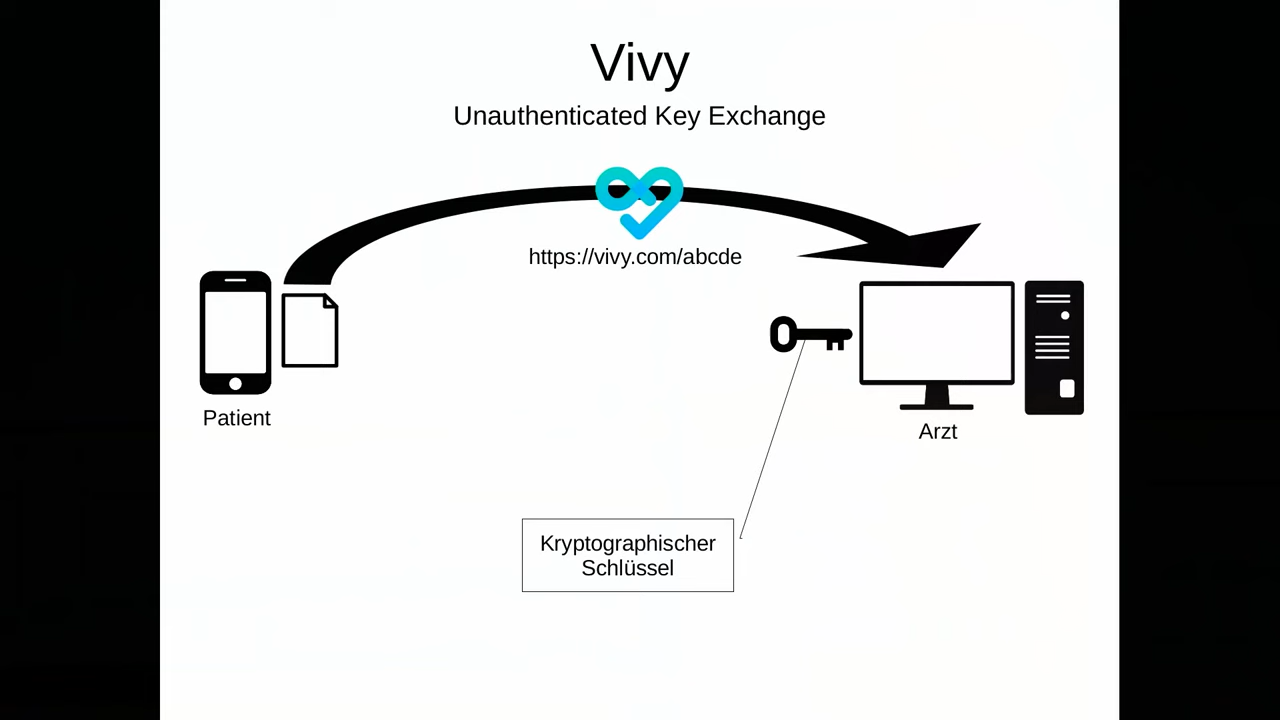 Vivy
Unauthenticated Key Exchange
https://vivy.com/abcde
Patient
Arzt
Kryptographischer
Schlüssel